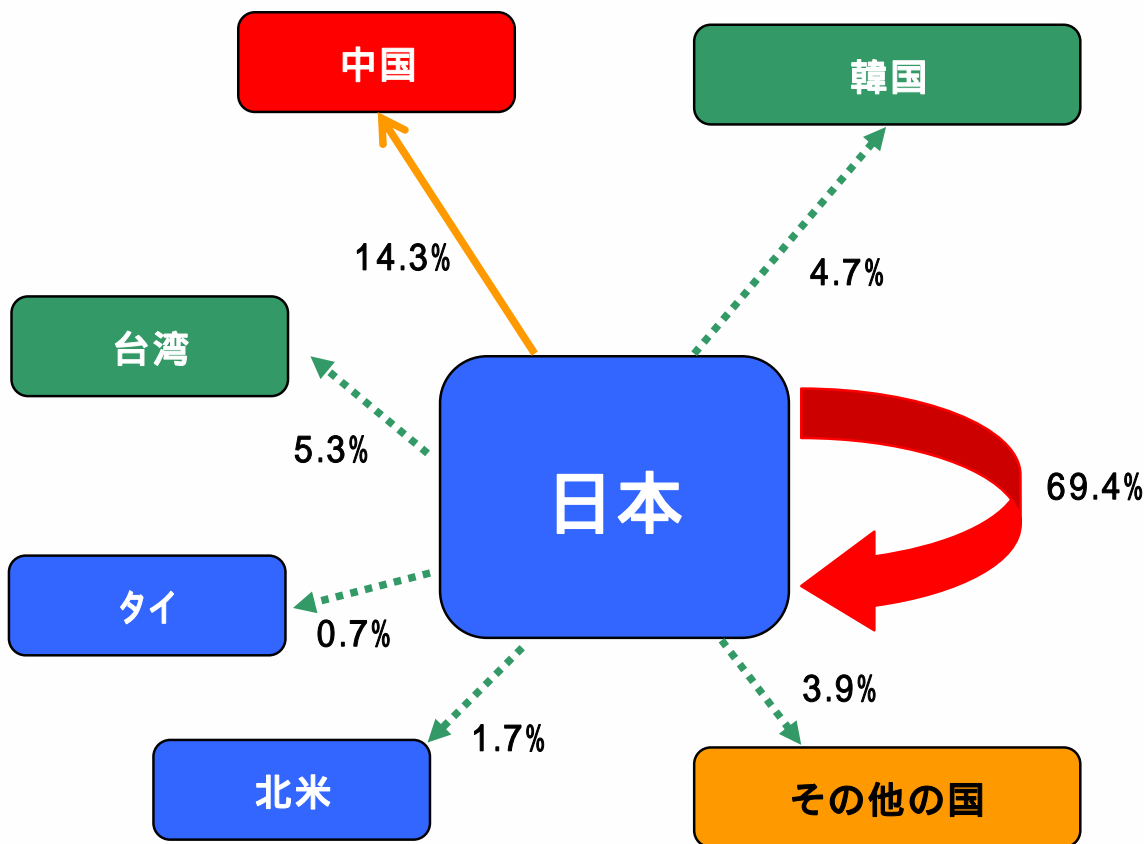 中国
韓国
14.3%
4.7%
台湾
5.3%
日本
69.4%
タイ
0.7%
3.9%
1.7%
北米
その他の国